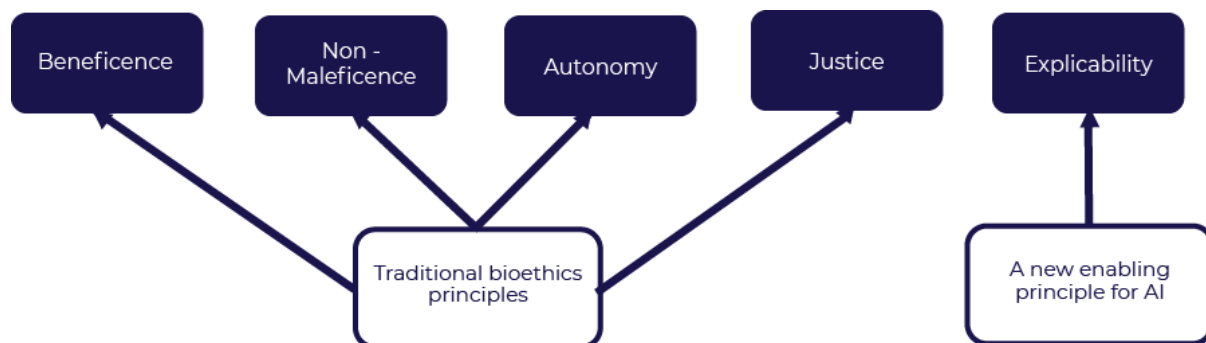 Beneficence
Non -
Maleficence
Autonomy
Justice
Explicability
Traditional bioethics
principles
A new enabling
principle for AI